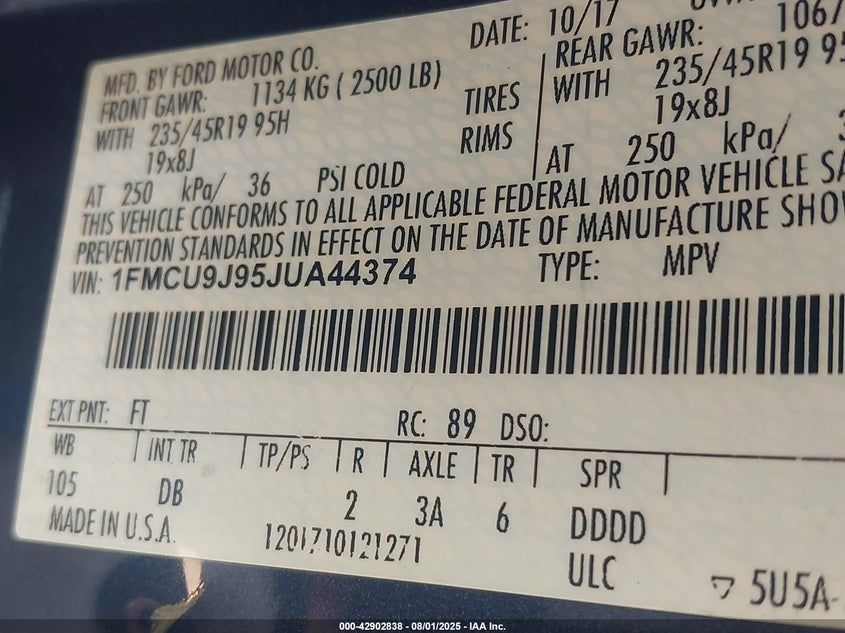 DATE: 10/17
MFD. BY FORD MOTOR CO.
FRONT GAWR: 1134 KG ( 2500 LB)
REAR GAWR:
WITH 235/45R19 95H TIRES
WITH 235/45R19
19x8J RIMS
19x8J
AT 250 kPa/ 36 PSI COLD
AT 250 kPa/
THIS VEHICLE CONFORMS TO ALL APPLICABLE FEDERAL MOTOR VEHICLE
PREVENTION STANDARDS IN EFFECT ON THE DATE OF MANUFACTURE
VIN: 1FMCU9J95JUA44374 TYPE: MPV
EXT PNT: FT RC: 89 DSO:
WB INT TR TP/PS R AXLE TR SPR
105 DB 2 3A 6 DDDD
MADE IN U.S.A. 1201710121271 ULC
5U5A-
000-42902838 - 08/01/2025 - IAA Inc.